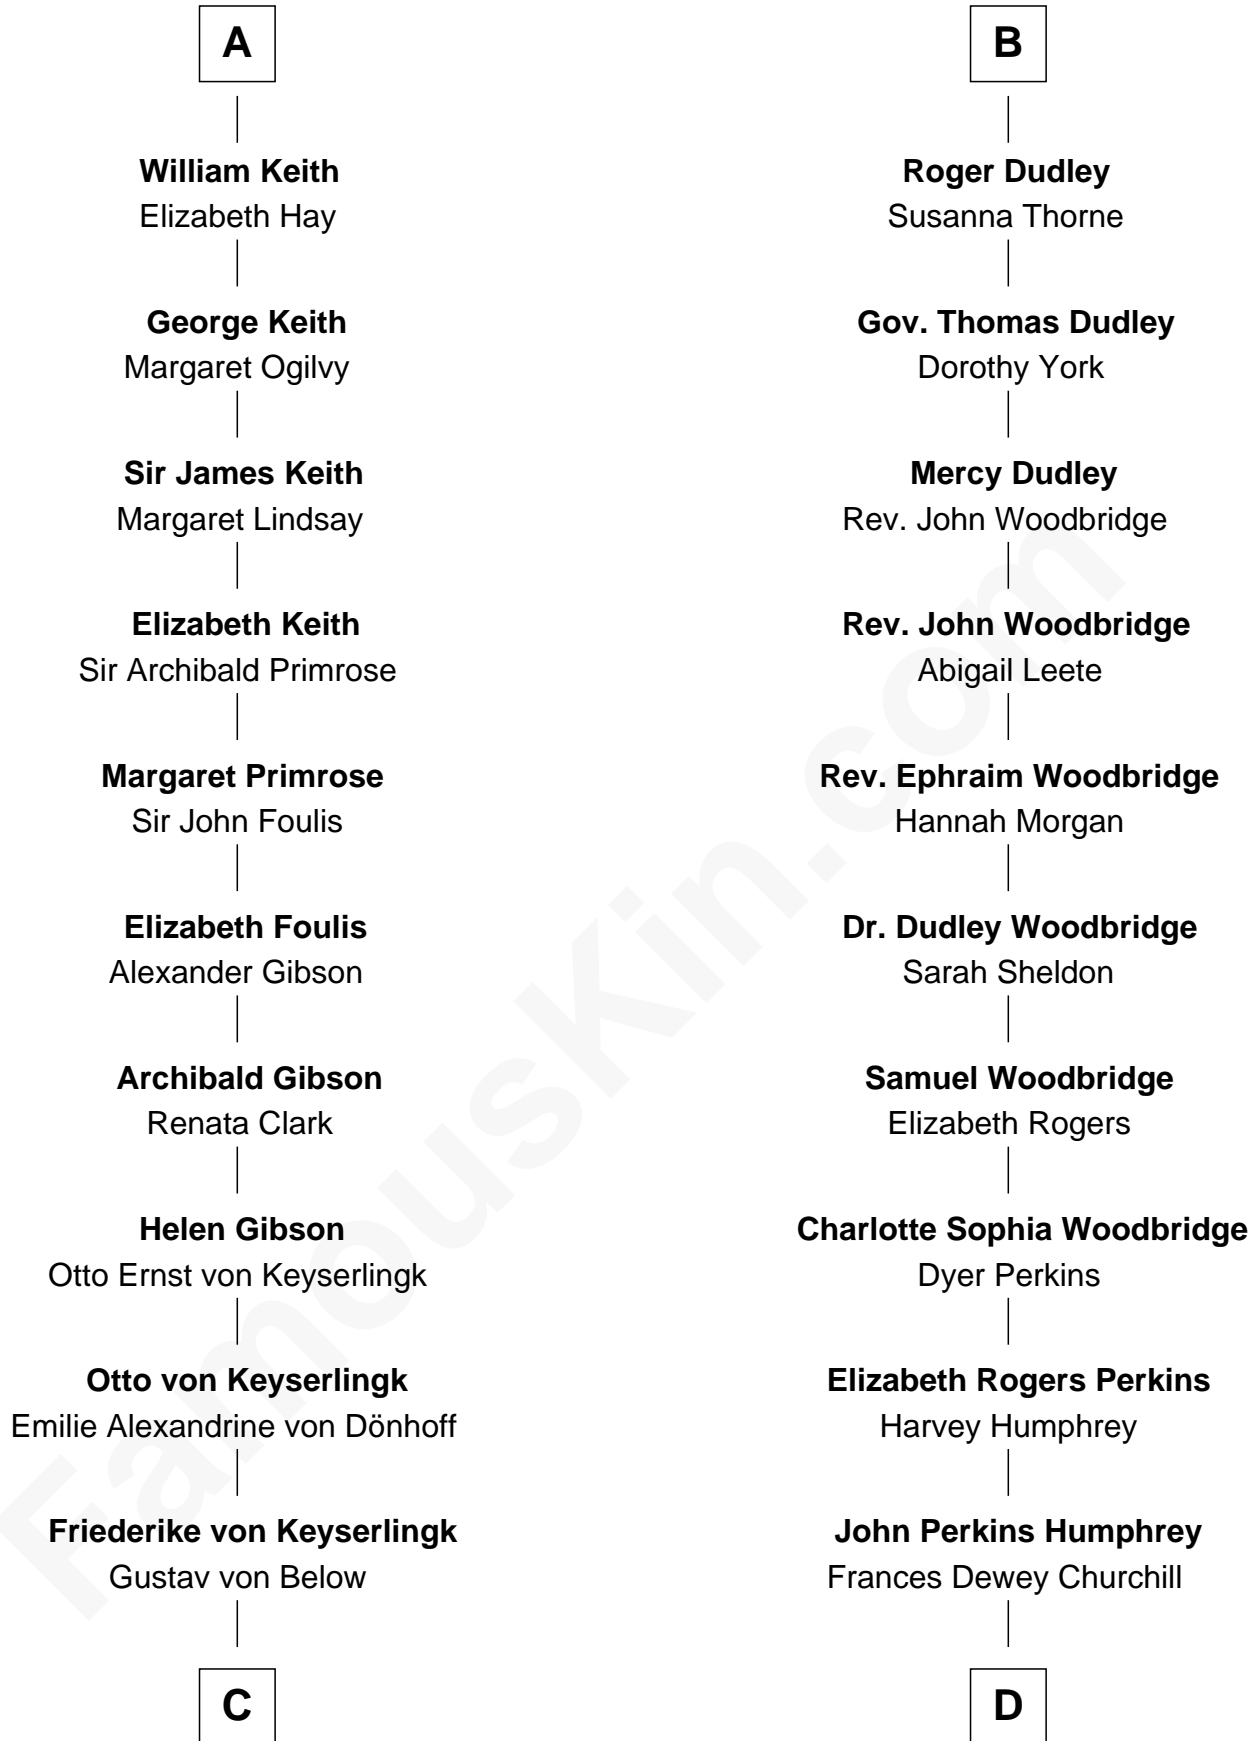 A
William Keith
Elizabeth Hay
George Keith
Margaret Ogilvy
Sir James Keith
Margaret Lindsay
Elizabeth Keith
Sir Archibald Primrose
Margaret Primrose
Sir John Foulis
Elizabeth Foulis
Alexander Gibson
Archibald Gibson
Renata Clark
Helen Gibson
Otto Ernst von Keyserlingk
Otto von Keyserlingk
Emilie Alexandrine von Dönhoff
Friederike von Keyserlingk
Gustav von Below
C
B
Roger Dudley
Susanna Thorne
Gov. Thomas Dudley
Dorothy York
Mercy Dudley
Rev. John Woodbridge
Rev. John Woodbridge
Abigail Leete
Rev. Ephraim Woodbridge
Hannah Morgan
Dr. Dudley Woodbridge
Sarah Sheldon
Samuel Woodbridge
Elizabeth Rogers
Charlotte Sophia Woodbridge
Dyer Perkins
Elizabeth Rogers Perkins
Harvey Humphrey
John Perkins Humphrey
Frances Dewey Churchill
D
FamousKin.com